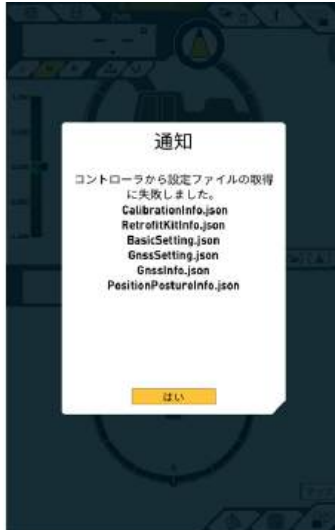 通知
コントローラから設定ファイルの取得
に失敗しました。
CalibrationInfo.json
RetrofitKitInfo.json
BasicSetting.json
GnssSetting.json
GnssInfo.json
PositionPostureInfo.json
はい